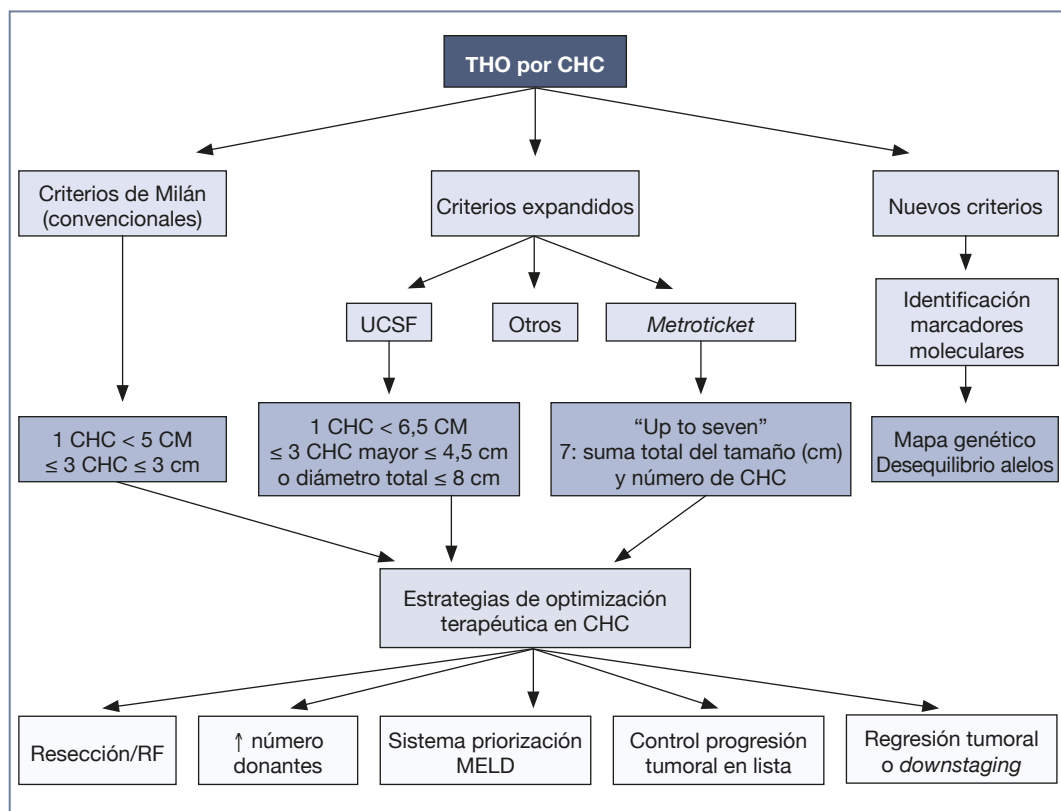 THO por CHC
Criterios de Milán
(convencionales)
Criterios expandidos
Nuevos criterios
UCSF
Otros
Metroticket
Identificación
marcadores
moleculares
1 CHC < 5 CM
≤ 3 CHC ≤ 3 cm
1 CHC < 6,5 CM
≤ 3 CHC mayor ≤ 4,5 cm
o diámetro total ≤ 8 cm
“Up to seven”
7: suma total del tamaño (cm)
y número de CHC
Mapa genético
Desequilibrio alelos
Estrategias de optimización
terapéutica en CHC
Resección/RF
↑ número
donantes
Sistema priorización
MELD
Control progresión
tumoral en lista
Regresión tumoral
o downstaging